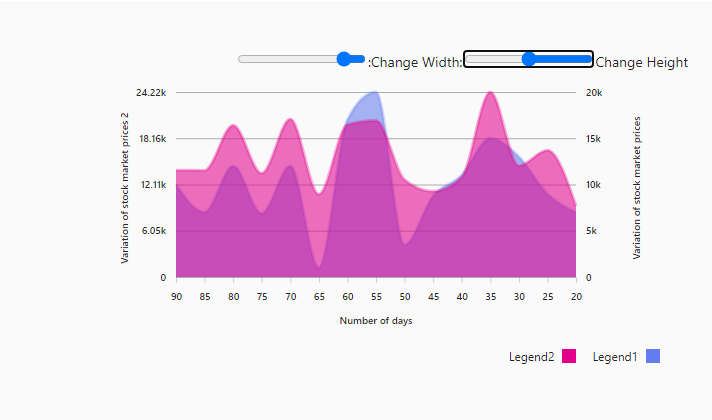 :Change Width: Change Height
24.22k 20k
18.16k 15k
12.11k 10k
6.05k 5k
0 0
Variation of stock market prices 2
Variation of stock market prices
90 85 80 75 70 65 60 55 50 45 40 35 30 25 20
Number of days
Legend2 Legend1